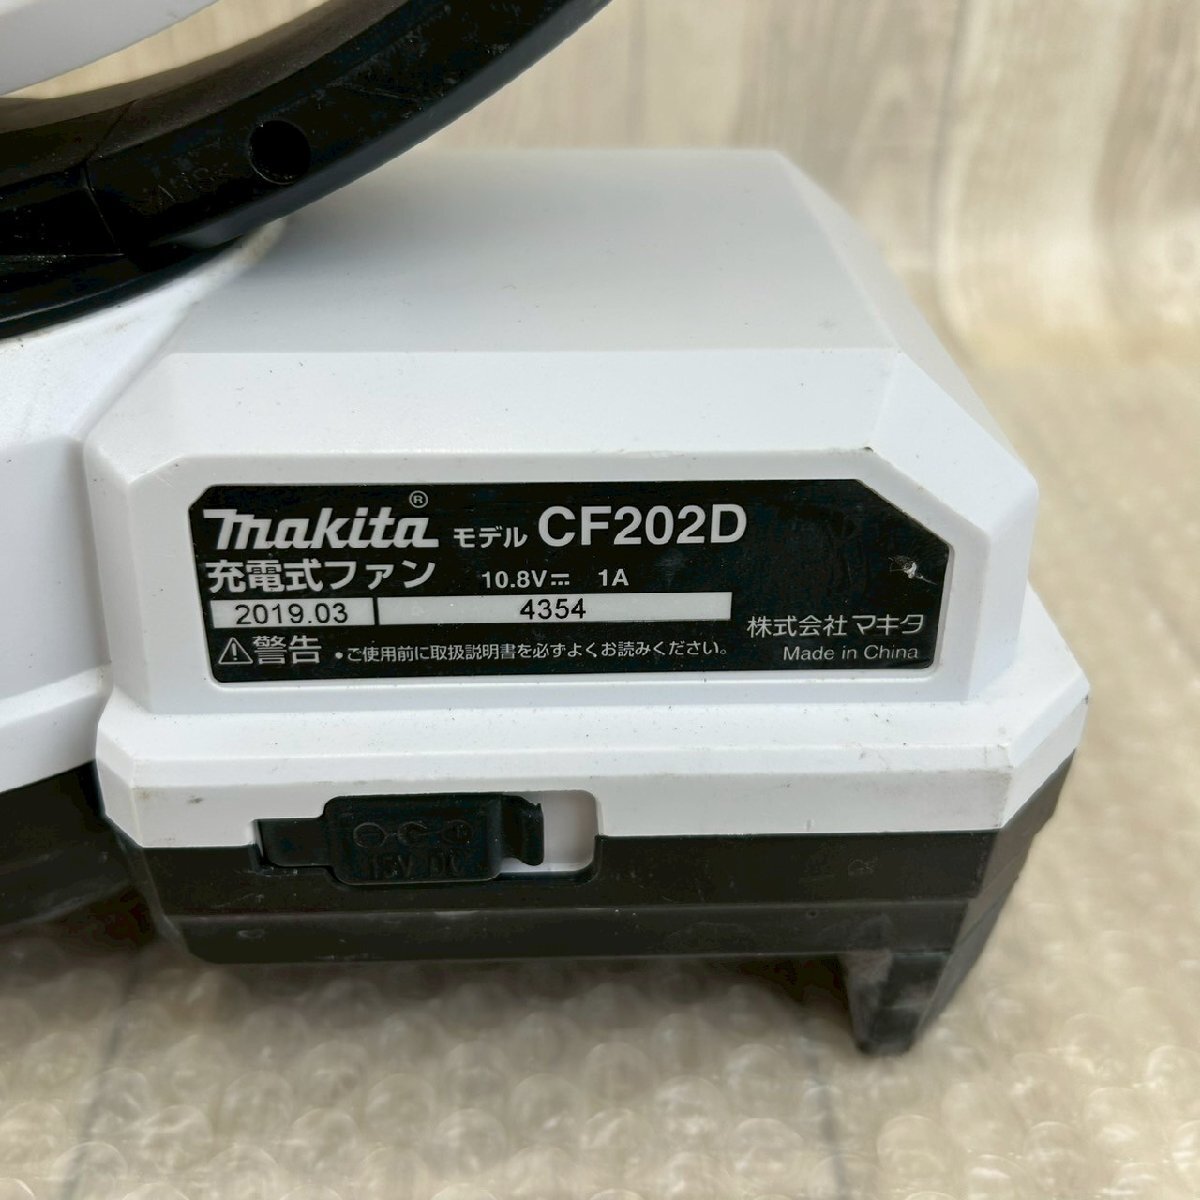 makita® モデル CF202D
充電式ファン 10.8V⎓ 1A
2019.03 4354
⚠警告 •ご使用前に取扱説明書を必ずよくお読みください。
株式会社マキタ
Made in China